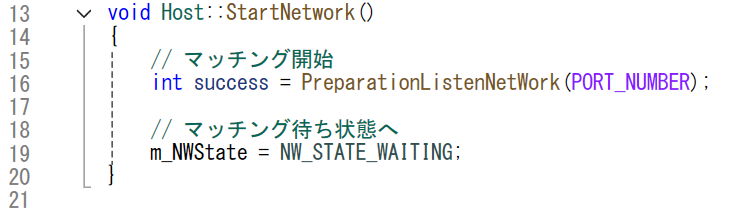 13 void Host::StartNetwork()
14 {
15 // マッチング開始
16 int success = PreparationListenNetWork(PORT_NUMBER);
17
18 // マッチング待ち状態へ
19 m_NWState = NW_STATE_WAITING;
20 }
21